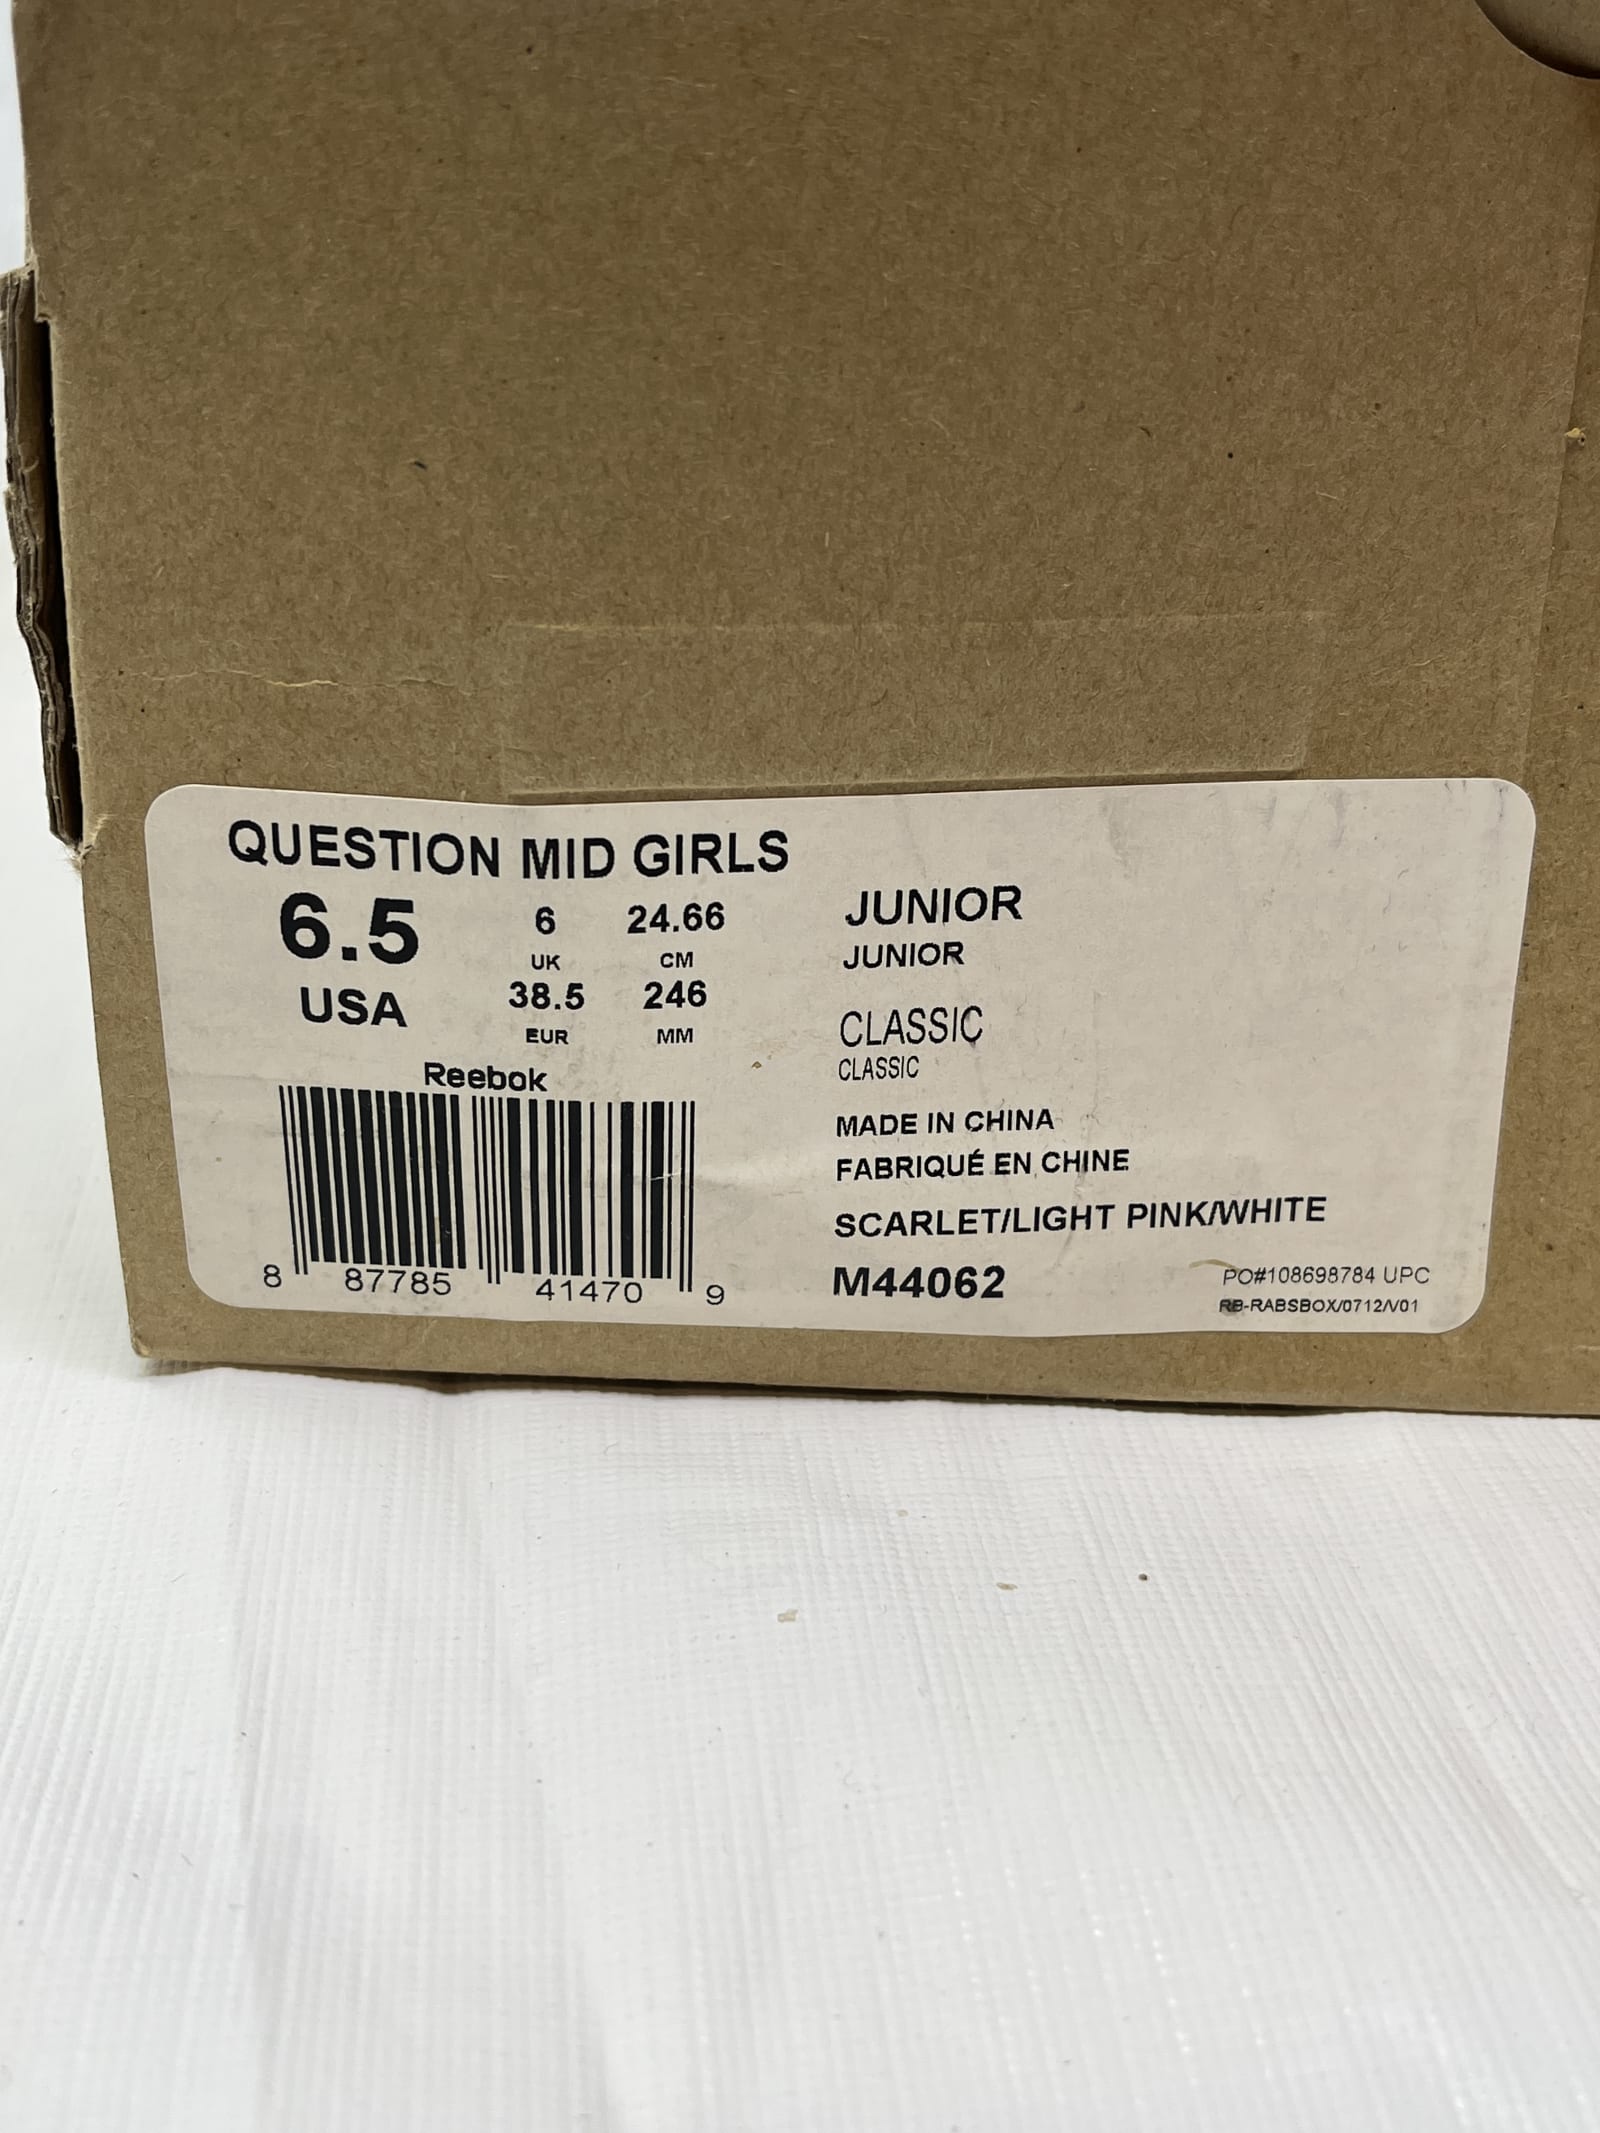 QUESTION MID GIRLS
6.5
USA
6
UK
38.5
EUR
24.66
CM
246
MM
Reebok
8 87785 41470 9
JUNIOR
JUNIOR
CLASSIC
CLASSIC
MADE IN CHINA
FABRIQUÉ EN CHINE
SCARLET/LIGHT PINK/WHITE
M44062
PO#108698784 UPC
RB-RABSBOX/0712/V01